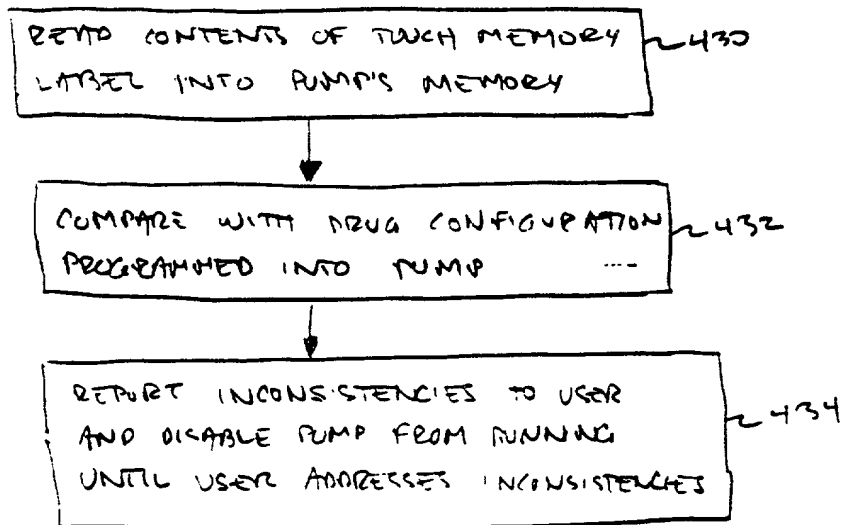 READ CONTENTS OF TOUCH MEMORY
LABEL INTO PUMP'S MEMORY
430
COMPARE WITH DRUG CONFIGURATION
PROGRAMMED INTO PUMP
432
REPORT INCONSISTENCIES TO USER
AND DISABLE PUMP FROM RUNNING
UNTIL USER ADDRESSES INCONSISTENCIES
434